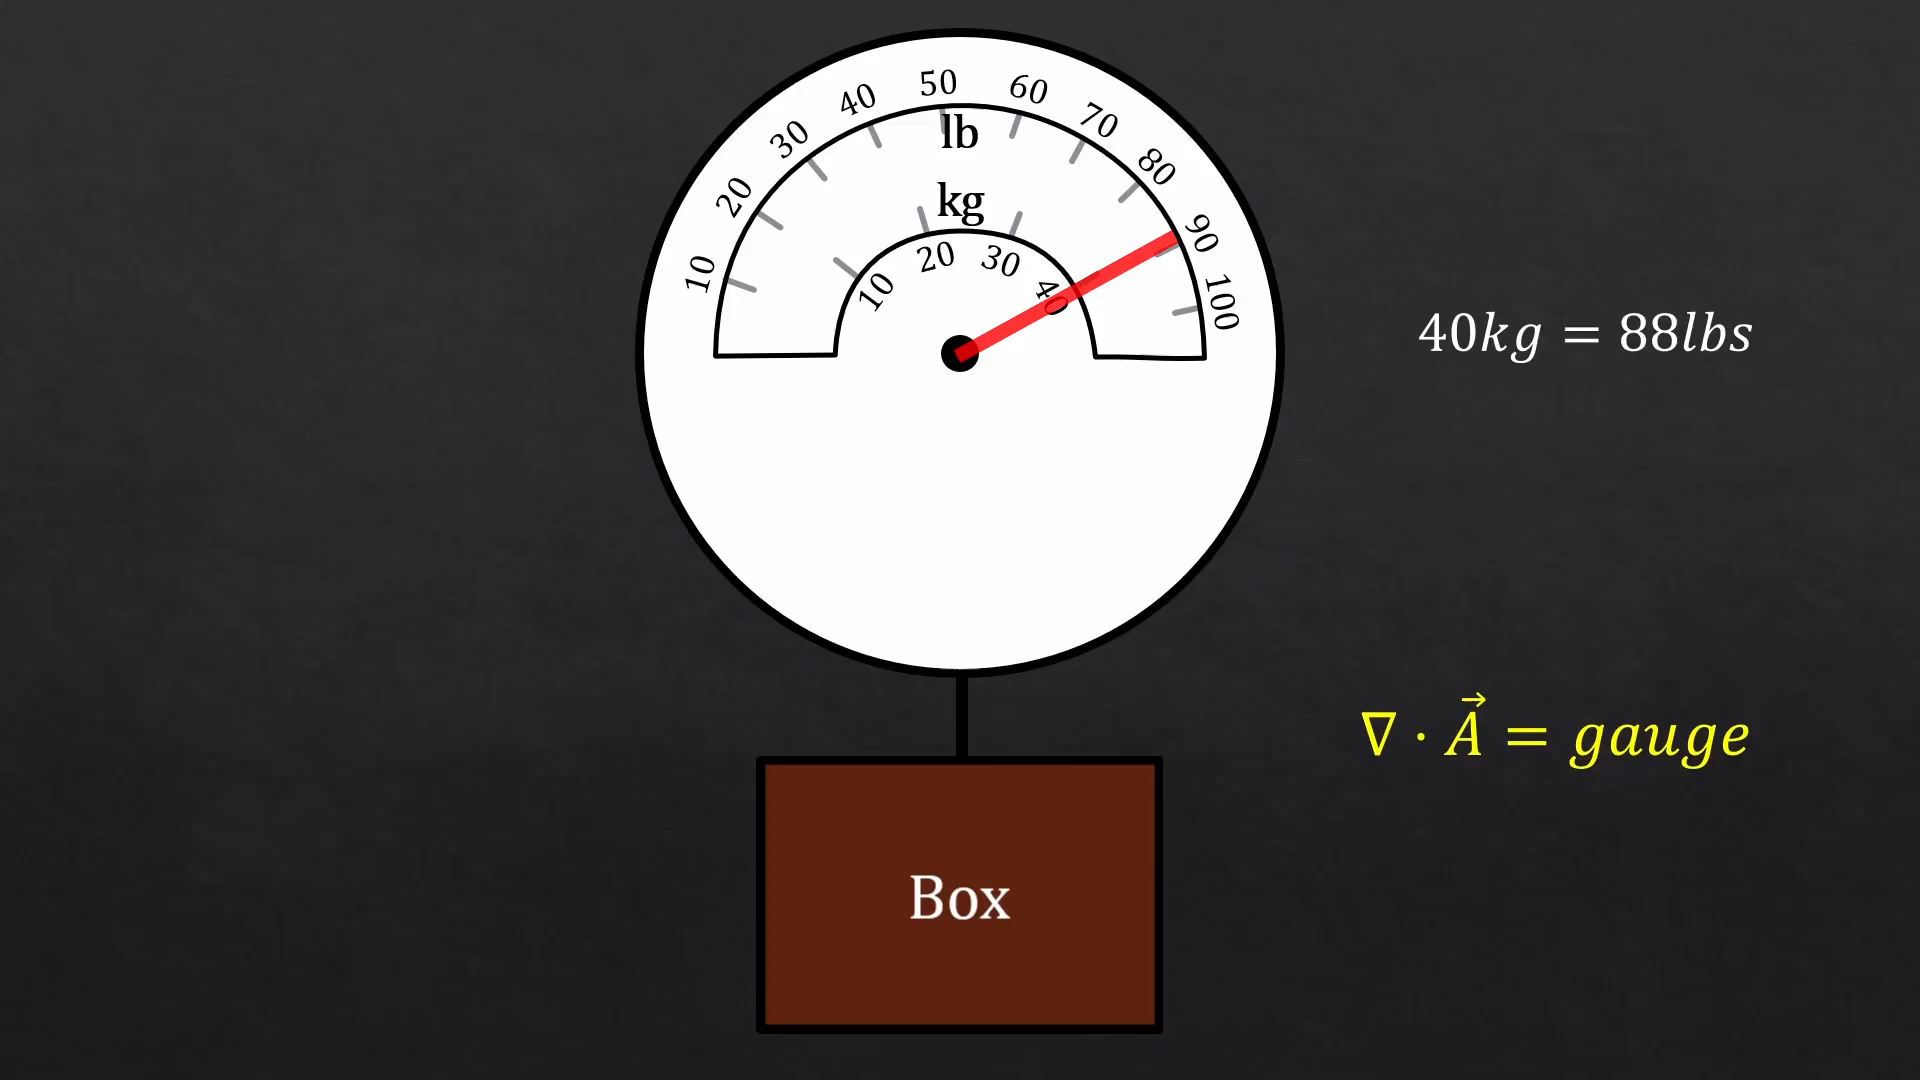 10 20 30 40 50 60 70 80 90 100
lb
kg
10 20 30 40
40kg = 88lbs
∇ · A⃗ = gauge
Box